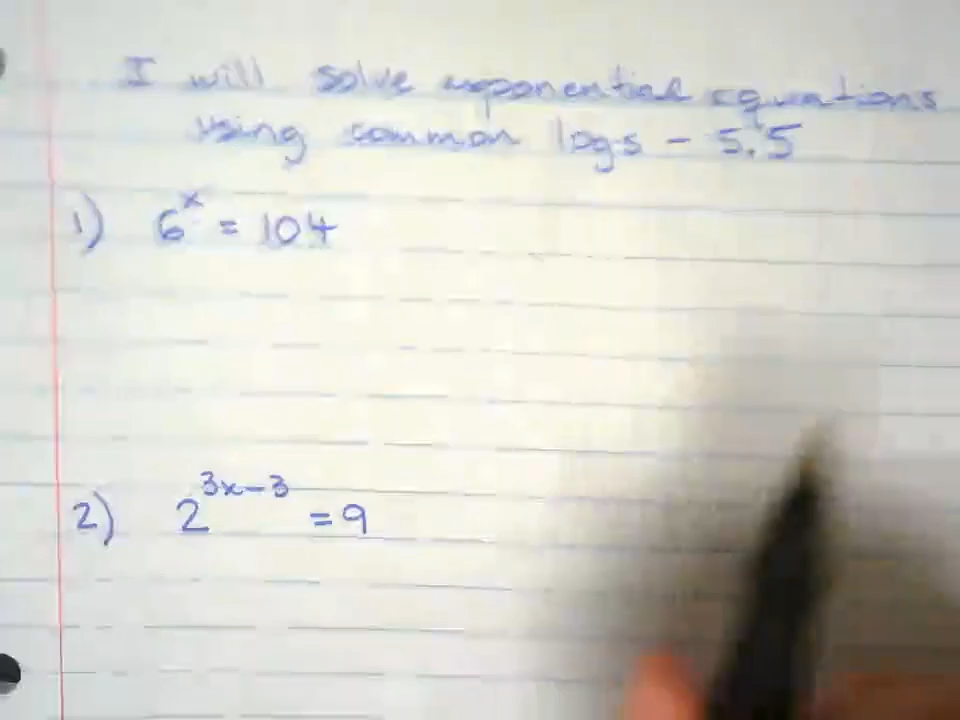 I will solve exponential equations
using common logs - 5.5
1) 6^x = 104
2) 2^{3x-3} = 9